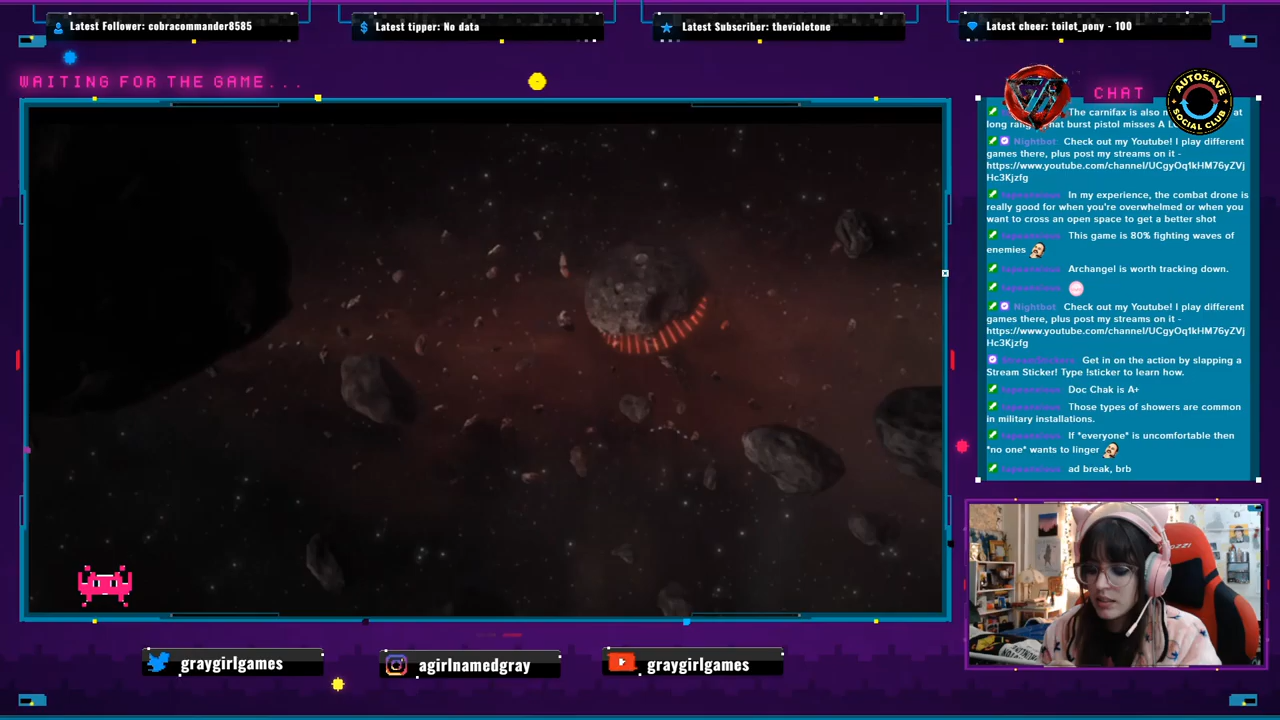 Latest Follower: cobracommander8585
Latest tipper: No data
Latest Subscriber: thevioletone
Latest cheer: toilet_pony - 100
WAITING FOR THE GAME...
CHAT
AUTOSAVE
SOCIAL CLUB
The carnifax is also
at
long
that burst pistol misses A
Nightbot Check out my Youtube! I play different
games there, plus post my streams on it -
https://www.youtube.com/channel/UCgyOq1kHM76yZVj
Hc3Kjzfg
In my experience, the combat drone is
really good for when you're overwhelmed or when you
want to cross an open space to get a better shot
This game is 80% fighting waves of
enemies
Archangel is worth tracking down.
Nightbot Check out my Youtube! I play different
games there, plus post my streams on it -
https://www.youtube.com/channel/UCgyOq1kHM76yZVj
Hc3Kjzfg
StreamStickers Get in on the action by slapping a
Stream Sticker! Type !sticker to learn how.
Doc Chak is A+
Those types of showers are common
in military installations.
If *everyone* is uncomfortable then
*no one* wants to linger
ad break, brb
graygirlgames
agirlnamedgray
graygirlgames